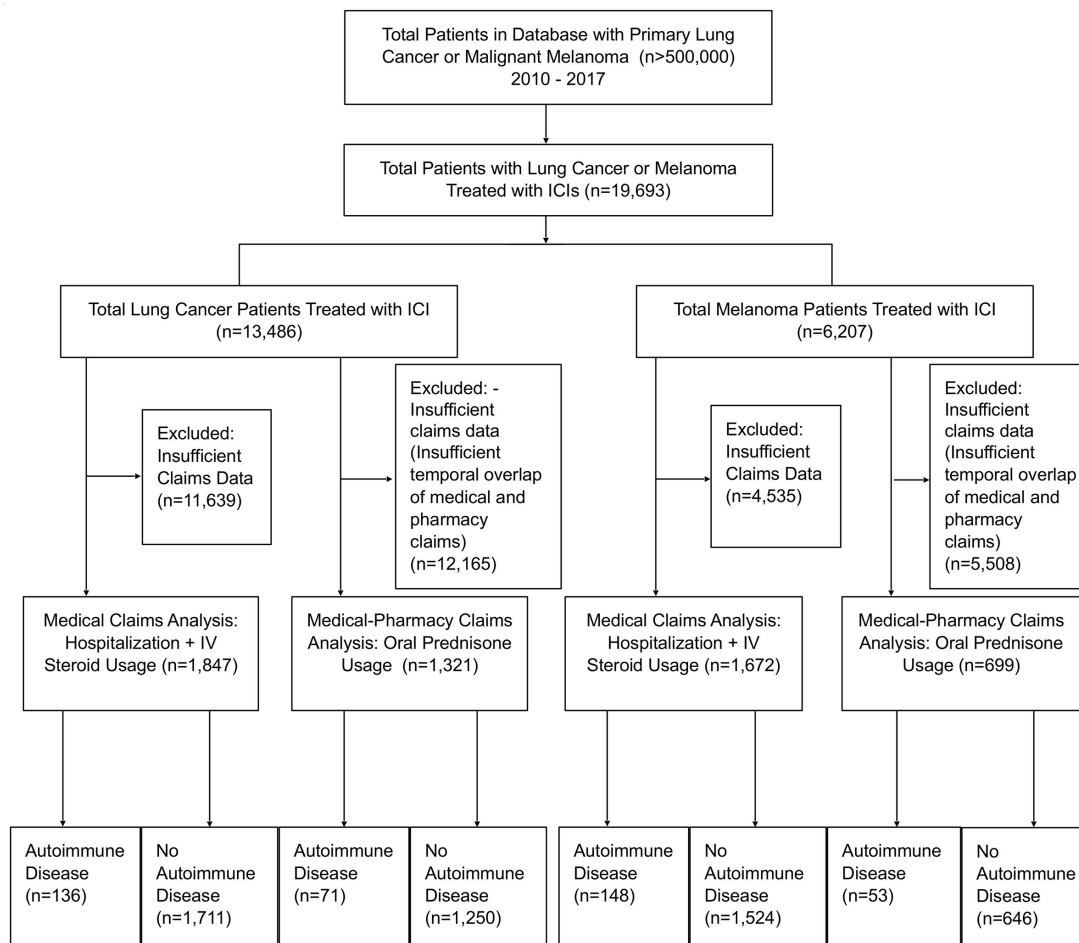 Total Patients in Database with Primary Lung
Cancer or Malignant Melanoma (n>500,000)
2010 - 2017
Total Patients with Lung Cancer or Melanoma
Treated with ICIs (n=19,693)
Total Lung Cancer Patients Treated with ICI
(n=13,486)
Total Melanoma Patients Treated with ICI
(n=6,207)
Excluded:
Insufficient
Claims Data
(n=11,639)
Excluded: -
Insufficient
claims data
(Insufficient
temporal overlap
of medical and
pharmacy
claims)
(n=12,165)
Excluded:
Insufficient
Claims Data
(n=4,535)
Excluded:
Insufficient
claims data
(Insufficient
temporal overlap
of medical and
pharmacy
claims)
(n=5,508)
Medical Claims Analysis:
Hospitalization + IV
Steroid Usage (n=1,847)
Medical-Pharmacy Claims
Analysis: Oral Prednisone
Usage (n=1,321)
Medical Claims Analysis:
Hospitalization + IV
Steroid Usage (n=1,672)
Medical-Pharmacy Claims
Analysis: Oral Prednisone
Usage (n=699)
Autoimmune
Disease
(n=136)
No
Autoimmune
Disease
(n=1,711)
Autoimmune
Disease
(n=71)
No
Autoimmune
Disease
(n=1,250)
Autoimmune
Disease
(n=148)
No
Autoimmune
Disease
(n=1,524)
Autoimmune
Disease
(n=53)
No
Autoimmune
Disease
(n=646)